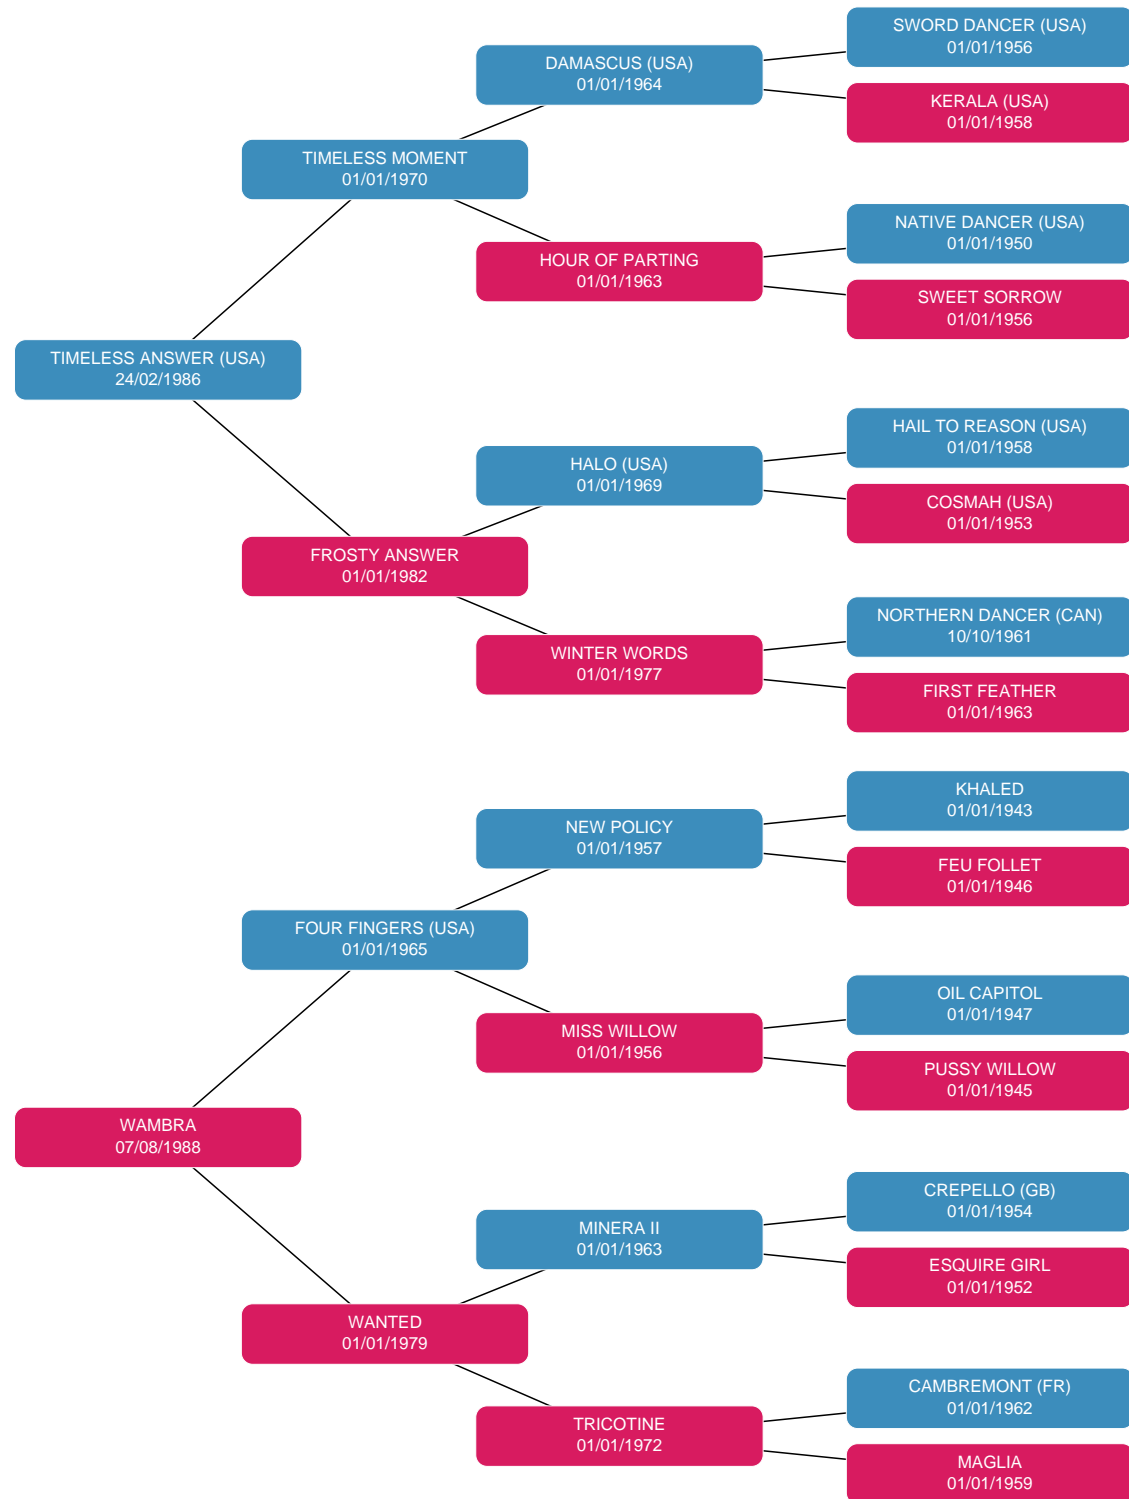 SWORD DANCER (USA)
01/01/1956
DAMASCUS (USA)
01/01/1964
KERALA (USA)
01/01/1958
TIMELESS MOMENT
01/01/1970
NATIVE DANCER (USA)
01/01/1950
HOUR OF PARTING
01/01/1963
SWEET SORROW
01/01/1956
TIMELESS ANSWER (USA)
24/02/1986
HAIL TO REASON (USA)
01/01/1958
HALO (USA)
01/01/1969
COSMAH (USA)
01/01/1953
FROSTY ANSWER
01/01/1982
NORTHERN DANCER (CAN)
10/10/1961
WINTER WORDS
01/01/1977
FIRST FEATHER
01/01/1963
KHALED
01/01/1943
NEW POLICY
01/01/1957
FEU FOLLET
01/01/1946
FOUR FINGERS (USA)
01/01/1965
OIL CAPITOL
01/01/1947
MISS WILLOW
01/01/1956
PUSSY WILLOW
01/01/1945
WAMBRA
07/08/1988
CREPELLO (GB)
01/01/1954
MINERA II
01/01/1963
ESQUIRE GIRL
01/01/1952
WANTED
01/01/1979
CAMBREMONT (FR)
01/01/1962
TRICOTINE
01/01/1972
MAGLIA
01/01/1959